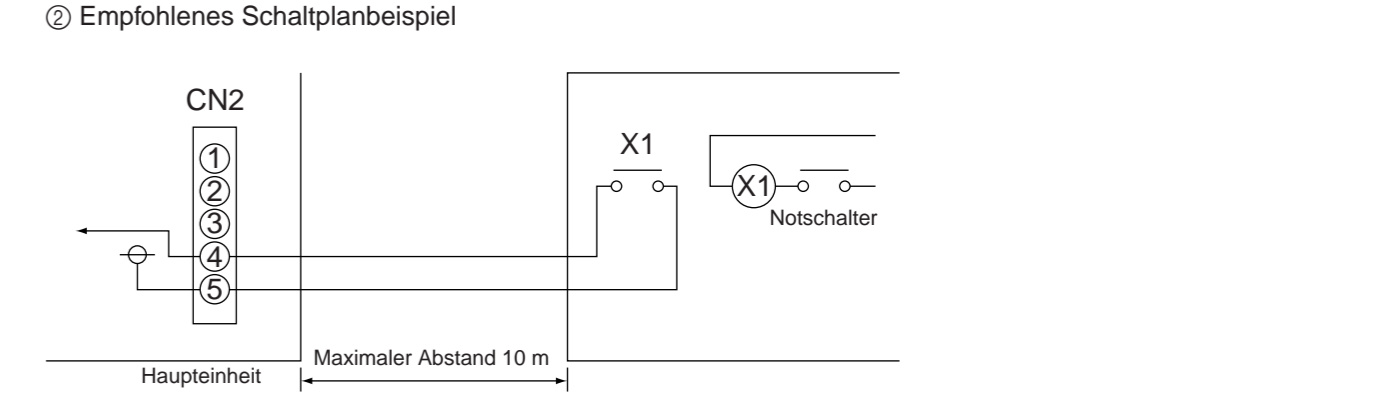 ② Empfohlenes Schaltplanbeispiel
CN2
①
②
③
④
⑤
X1
X1
Notschalter
Maximaler Abstand 10 m
Haupteinheit